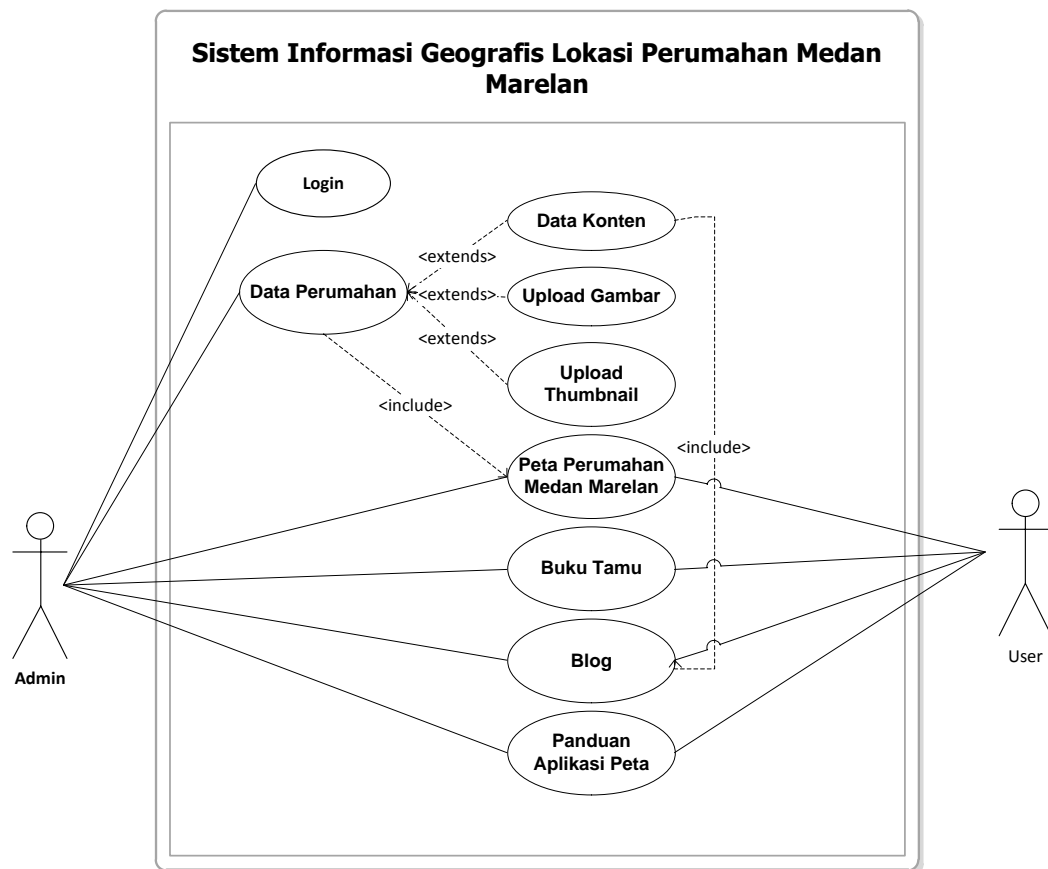 Sistem Informasi Geografis Lokasi Perumahan Medan
Marelan
Login
Data Konten
<extends>
Data Perumahan
<extends>
Upload Gambar
<extends>
Upload
Thumbnail
<include>
Peta Perumahan
Medan Marelan
<include>
Buku Tamu
Blog
Admin
User
Panduan
Aplikasi Peta